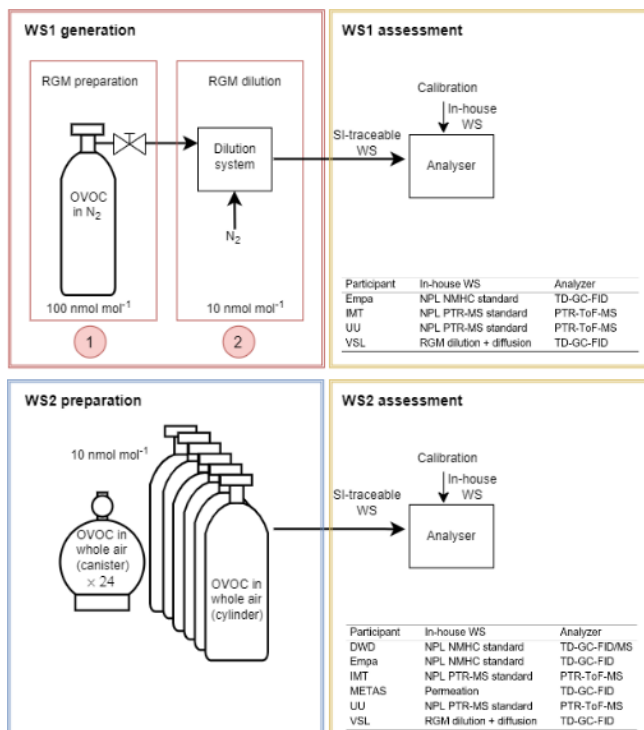 WS1 generation
RGM preparation
OVOC
in N2
100 nmol mol-1
1
RGM dilution
Dilution
system
N2
10 nmol mol-1
2
WS1 assessment
Calibration
In-house
WS
SI-traceable
WS
Analyser
Participant In-house WS Analyzer
Empa NPL NMHC standard TD-GC-FID
IMT NPL PTR-MS standard PTR-ToF-MS
UU NPL PTR-MS standard PTR-ToF-MS
VSL RGM dilution + diffusion TD-GC-FID
WS2 preparation
10 nmol mol-1
OVOC in
whole air
(canister)
× 24
OVOC in
whole air
(cylinder)
WS2 assessment
Calibration
In-house
WS
SI-traceable
WS
Analyser
Participant In-house WS Analyzer
DWD NPL NMHC standard TD-GC-FID/MS
Empa NPL NMHC standard TD-GC-FID
IMT NPL PTR-MS standard PTR-ToF-MS
METAS Permeation TD-GC-FID
UU NPL PTR-MS standard PTR-ToF-MS
VSL RGM dilution + diffusion TD-GC-FID